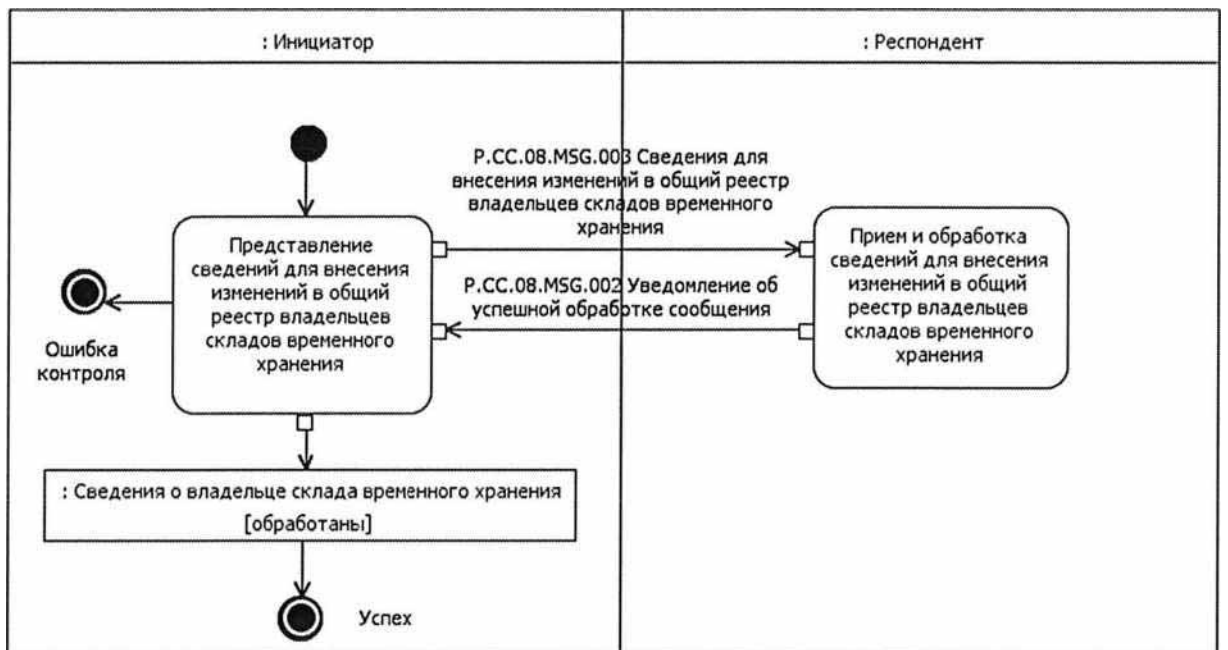 : Инициатор
: Респондент
P.CC.08.MSG.003 Сведения для
внесения изменений в общий реестр
владельцев складов временного
хранения
Представление
сведений для внесения
изменений в общий
реестр владельцев
складов временного
хранения
Прием и обработка
сведений для внесения
изменений в общий
реестр владельцев
складов временного
хранения
P.CC.08.MSG.002 Уведомление об
успешной обработке сообщения
Ошибка
контроля
: Сведения о владельце склада временного хранения
[обработаны]
Успех